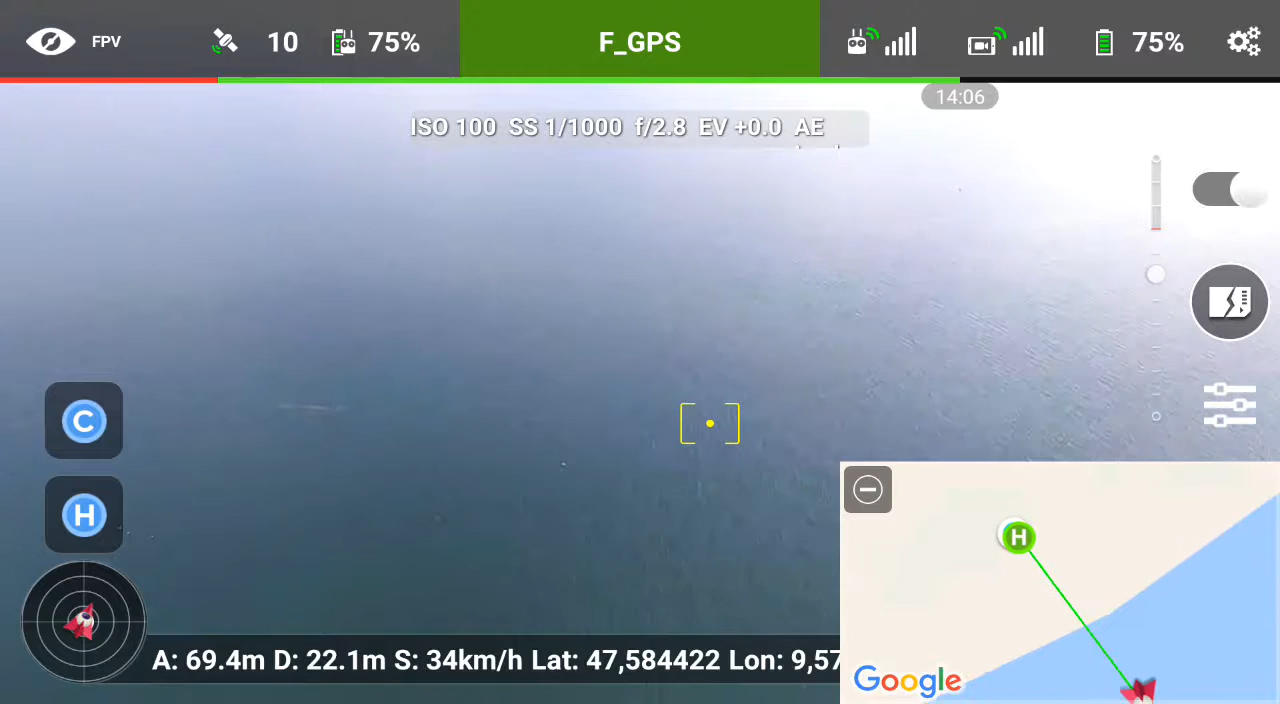 FPV 10 75% F_GPS 75%
14:06
ISO 100 SS 1/1000 f/2.8 EV +0.0 AE
C
H
H
A: 69.4m D: 22.1m S: 34km/h Lat: 47,584422 Lon: 9,57
Google